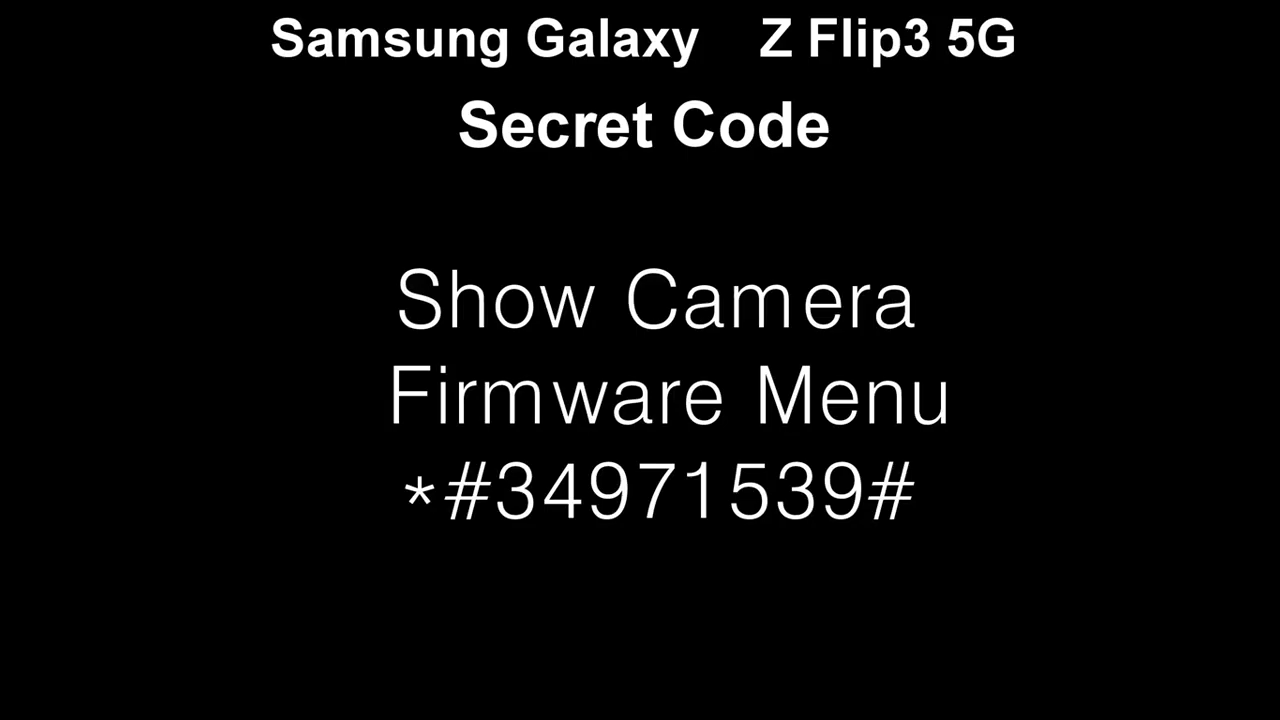 Samsung Galaxy Z Flip3 5G
Secret Code
Show Camera
Firmware Menu
*#34971539#